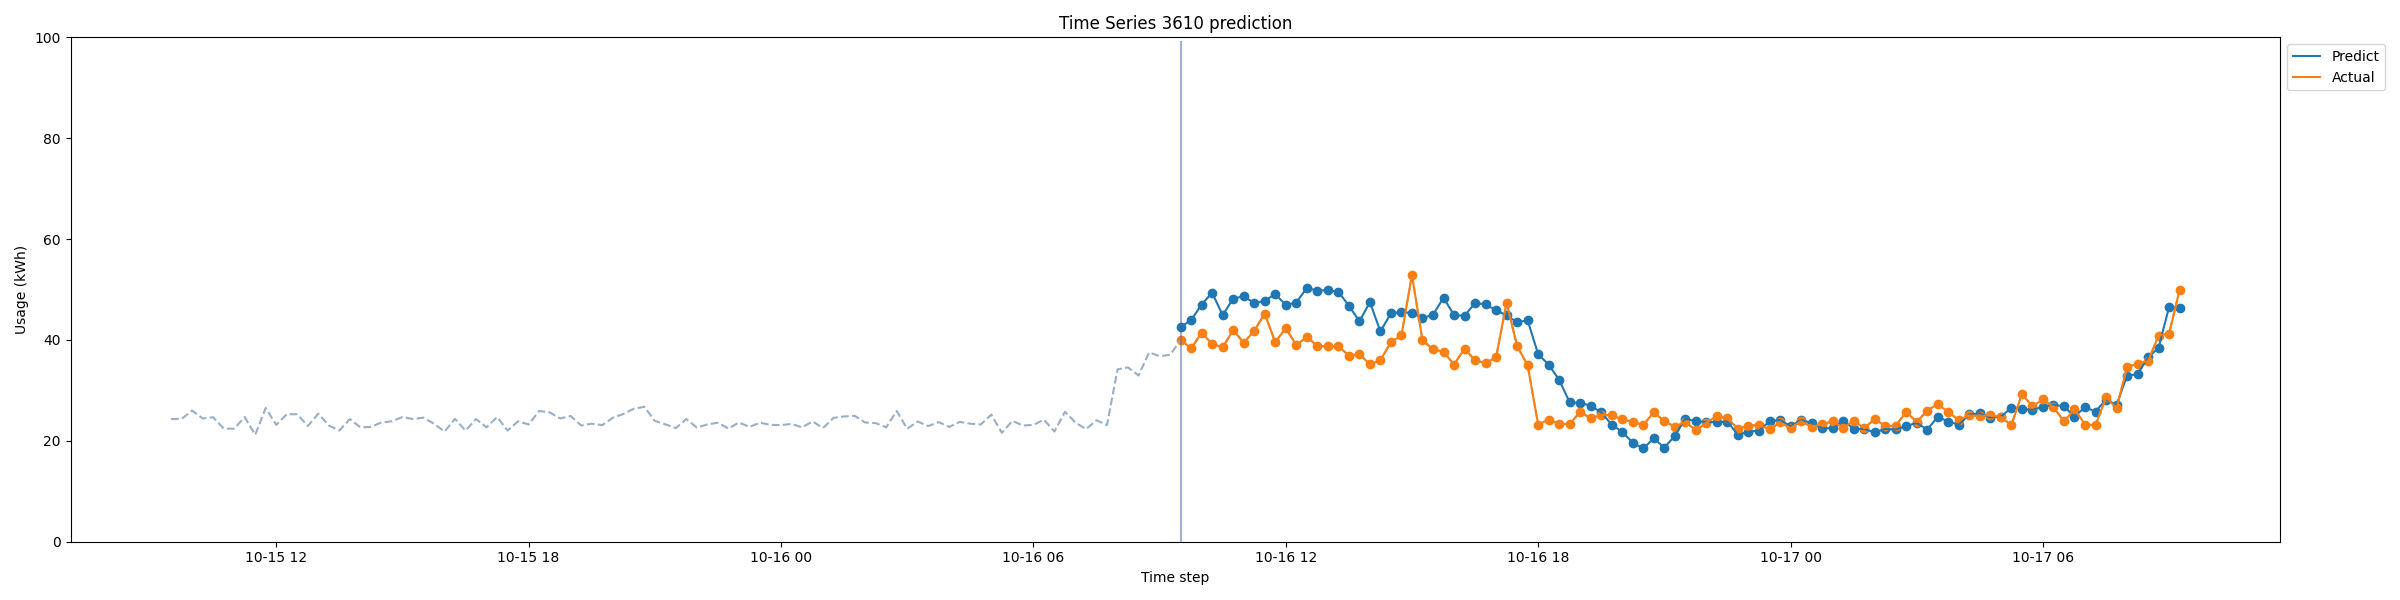 Time Series 3610 prediction
Predict
Actual
Usage (kWh)
100
80
60
40
20
0
10-15 12
10-15 18
10-16 00
10-16 06
10-16 12
10-16 18
10-17 00
10-17 06
Time step